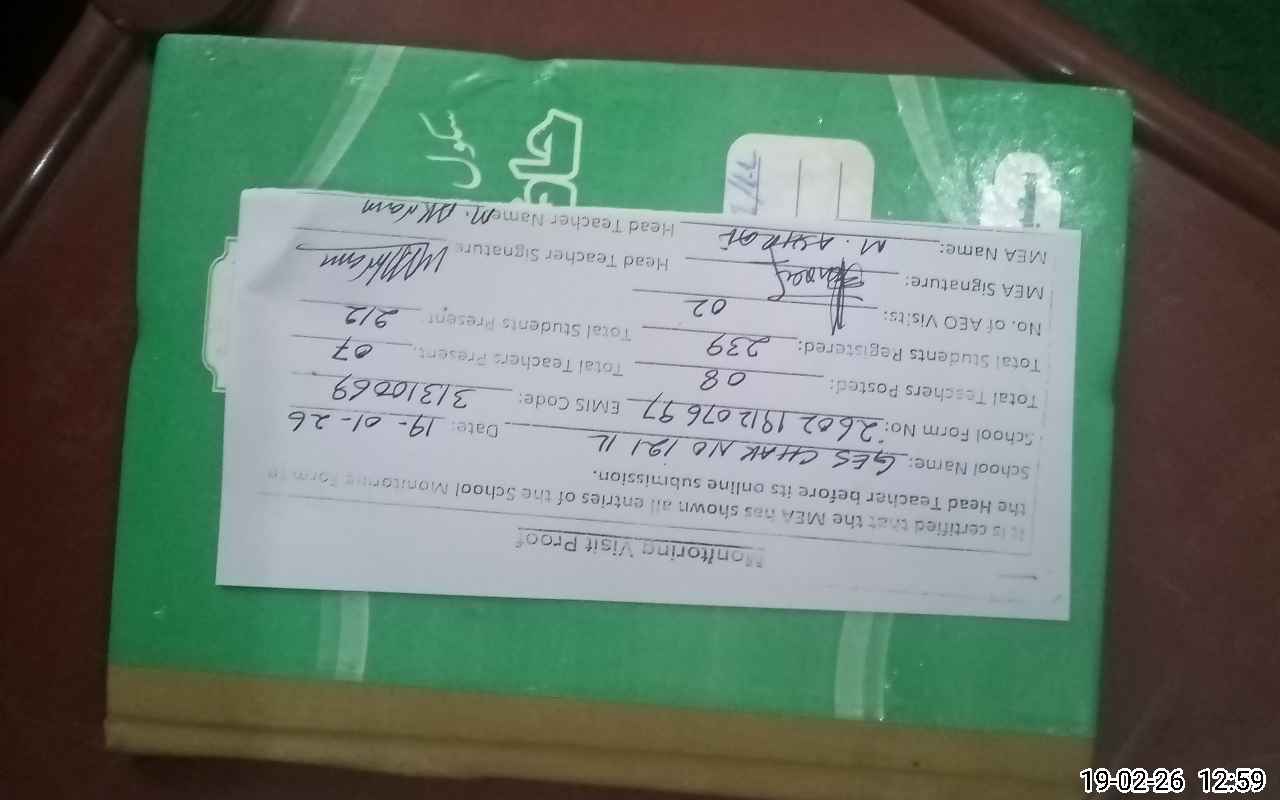 Monitoring Visit Proof
It is certified that the MEA has shown all entries of the School Monitoring Form to
the Head Teacher before its online submission.
School Name: GES CHAK NO 121 1L Date: 19-01-26
School Form No: 2602191207697 EMIS Code: 31310069
Total Teachers Posted: 08 Total Teachers Present: 07
Total Students Registered: 239 Total Students Present 212
No. of AEO Visits: 02
MEA Signature: Head Teacher Signature
MEA Name: M. ASHRAF Head Teacher Name M. AKram
سکول
19-02-26 12:59